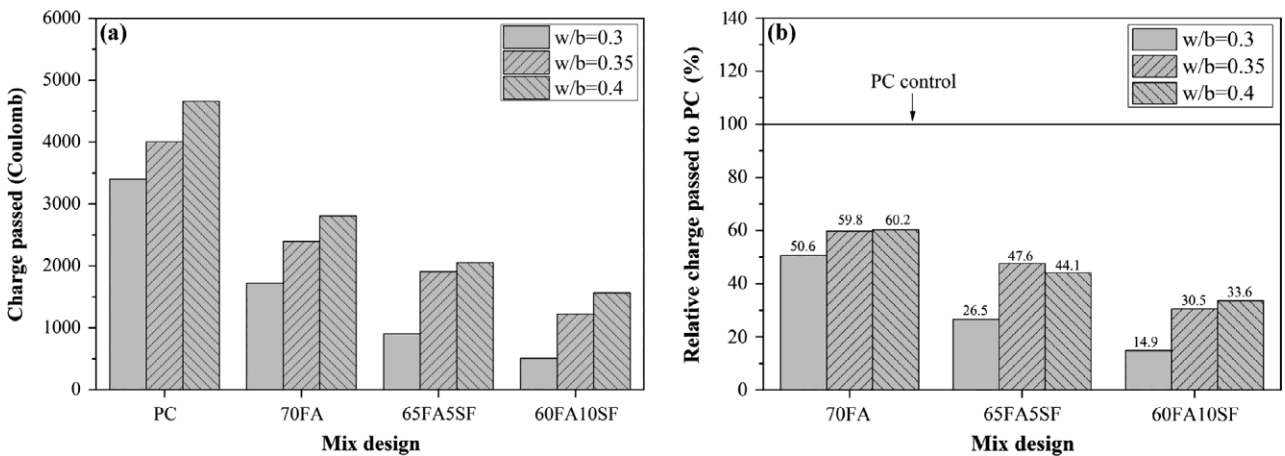 (a)
w/b=0.3
w/b=0.35
w/b=0.4
Charge passed (Coulomb)
6000
5000
4000
3000
2000
1000
0
PC
70FA
65FA5SF
60FA10SF
Mix design
(b)
w/b=0.3
w/b=0.35
w/b=0.4
PC control
Relative charge passed to PC (%)
140
120
100
80
60
40
20
0
50.6
59.8
60.2
26.5
47.6
44.1
14.9
30.5
33.6
70FA
65FA5SF
60FA10SF
Mix design